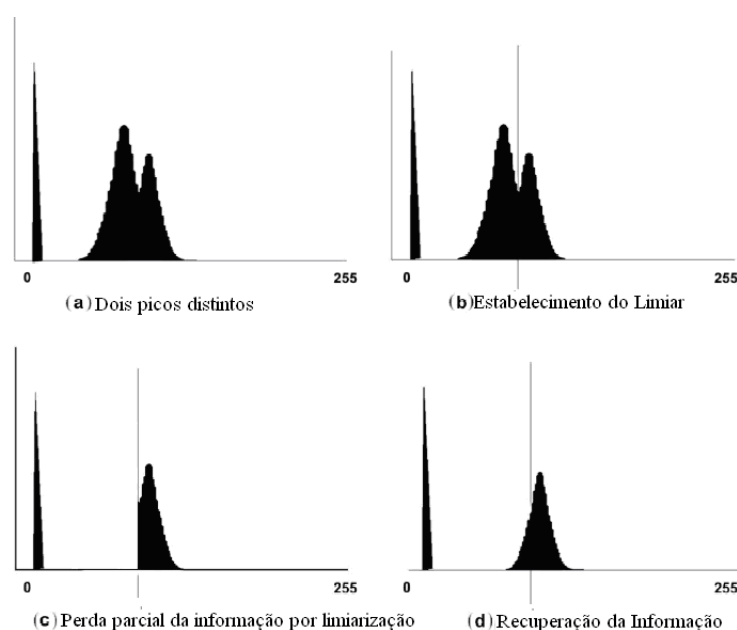 0 255
(a) Dois picos distintos
0 255
(b) Estabelecimento do Limiar
0 255
(c) Perda parcial da informação por limiarização
0 255
(d) Recuperação da Informação